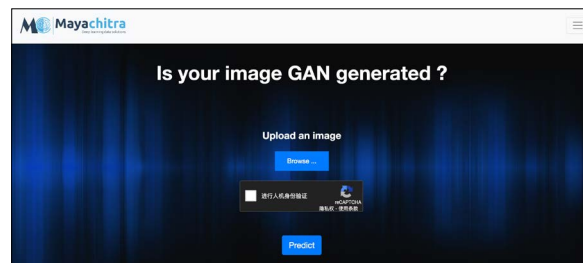 Mayachitra
Is your image GAN generated ?
Upload an image
Browse ...
进行人机身份验证
reCAPTCHA
隐私权 - 使用条款
Predict